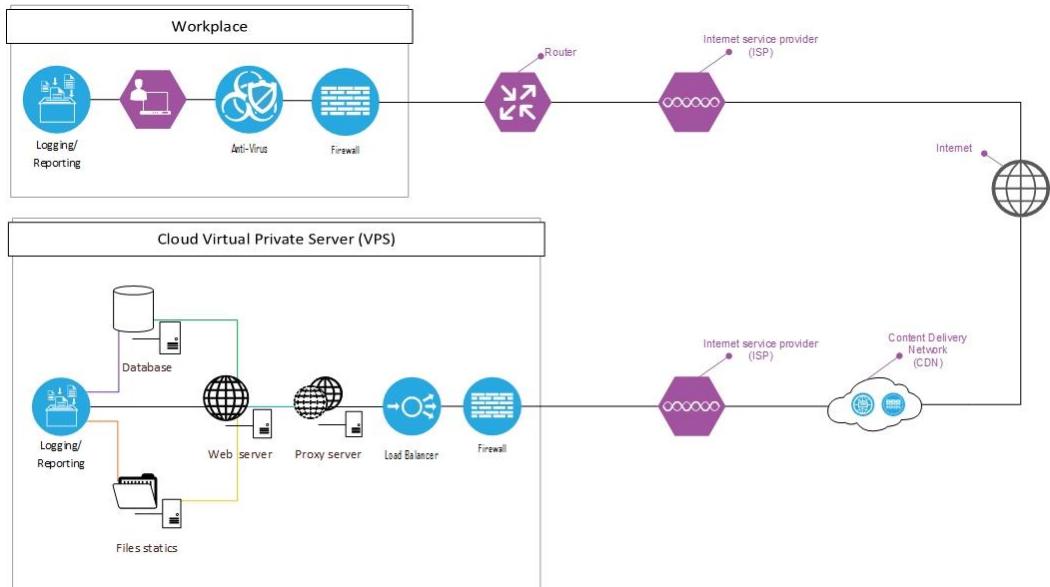 Workplace
Logging/
Reporting
Anti-Virus
Firewall
Router
Internet service provider
(ISP)
Internet
Cloud Virtual Private Server (VPS)
Database
Logging/
Reporting
Web server
Proxy server
Load Balancer
Firewall
Files statics
Internet service provider
(ISP)
Content Delivery
Network
(CDN)